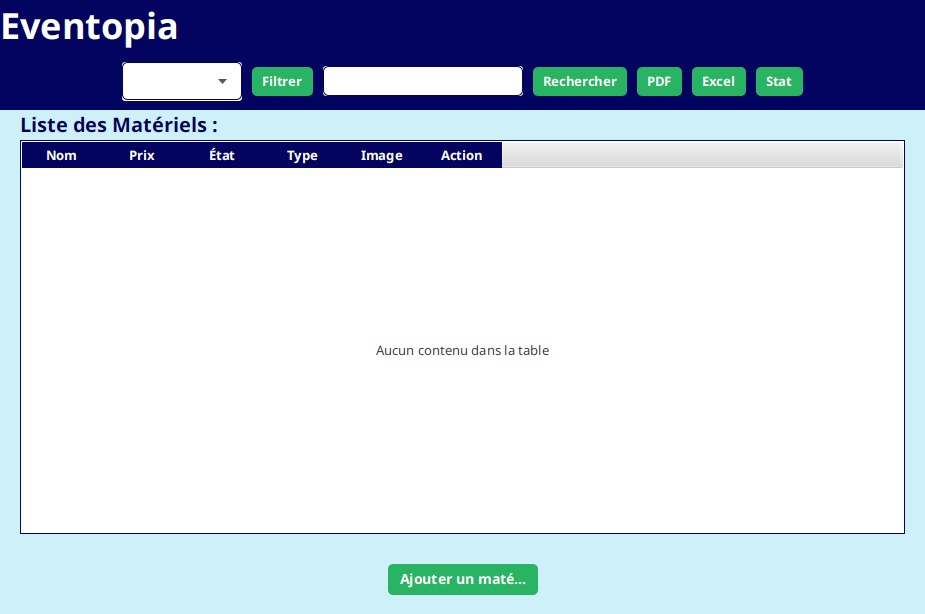 Eventopia
Filtrer Rechercher PDF Excel Stat
Liste des Matériels :
Nom Prix État Type Image Action
Aucun contenu dans la table
Ajouter un maté...